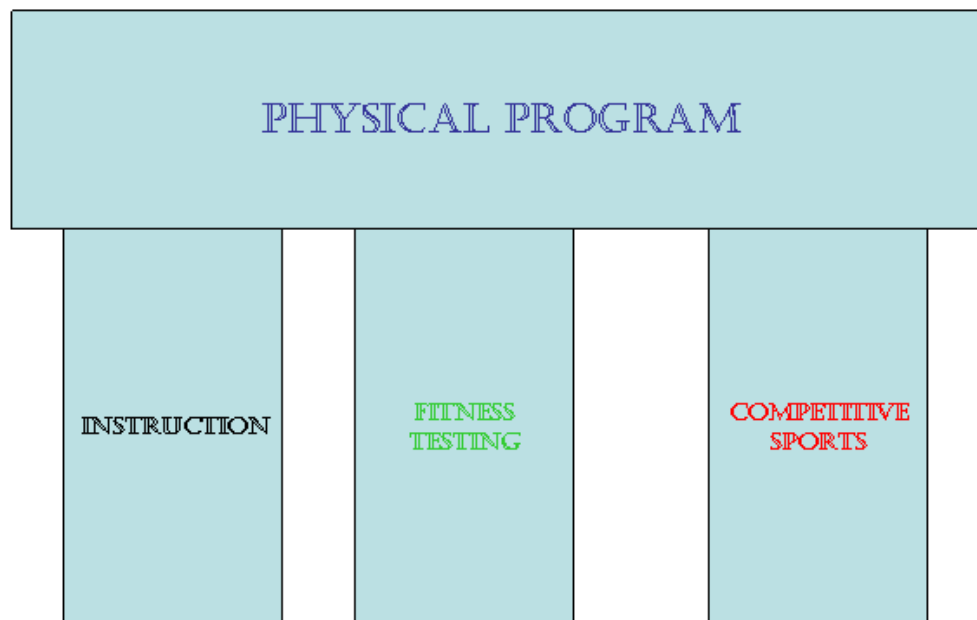 PHYSICAL PROGRAM
INSTRUCTION
FITNESS
TESTING
COMPETITIVE
SPORTS